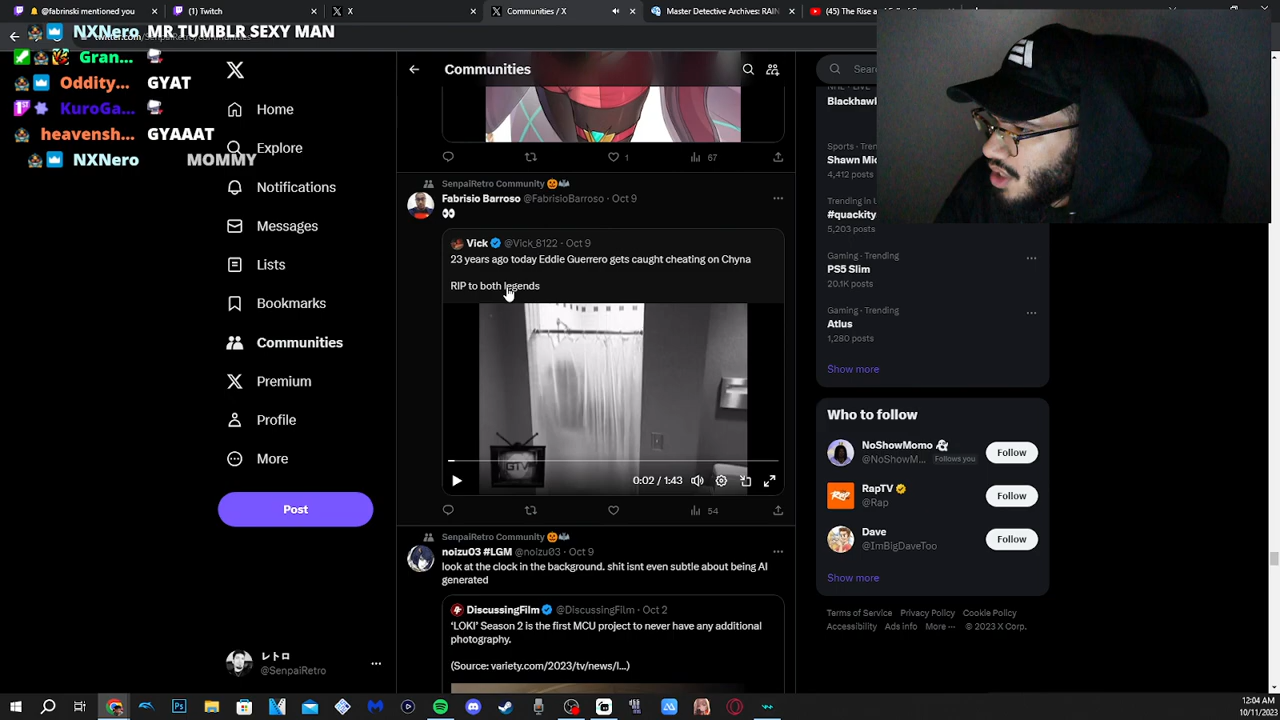 @fabrinski mentioned X
(1) Twitch
X
Communities / X
Master Detective Archives: RAIN
(45) The Rise a
NXNero MR TUMBLR SEXY MAN
Gran...
Oddity... GYAT
KuroGa...
heavensh... GYAAAT
NXNero MOMMY
Home
Explore
Notifications
Messages
Lists
Bookmarks
Communities
Premium
Profile
More
Post
レトロ
@SenpaiRetro
Communities
1
67
SenpaiRetro Community 🎃🦇
Fabrisio Barroso @FabrisioBarroso · Oct 9
👀
Vick @Vick_8122 · Oct 9
23 years ago today Eddie Guerrero gets caught cheating on Chyna
RIP to both legends
GTV
0:02 / 1:43
54
SenpaiRetro Community 🎃🦇
noizu03 #LGM @noizu03 · Oct 9
look at the clock in the background. shit isnt even subtle about being AI
generated
DiscussingFilm @DiscussingFilm · Oct 2
'LOKI' Season 2 is the first MCU project to never have any additional
photography.
(Source: variety.com/2023/tv/news/l...)
Sear
Blackhawk
Sports · Tren
Shawn Mic
4,412 posts
Trending in U
#quackity
5,203 posts
Gaming · Trending
PS5 Slim
20.1K posts
Gaming · Trending
Atlus
1,280 posts
Show more
Who to follow
NoShowMomo
@NoShowM... Follows you
Follow
RapTV
@Rap
Follow
Dave
@ImBigDaveToo
Follow
Show more
Terms of Service Privacy Policy Cookie Policy
Accessibility Ads info More ··· © 2023 X Corp.
12:04 AM
10/11/2023